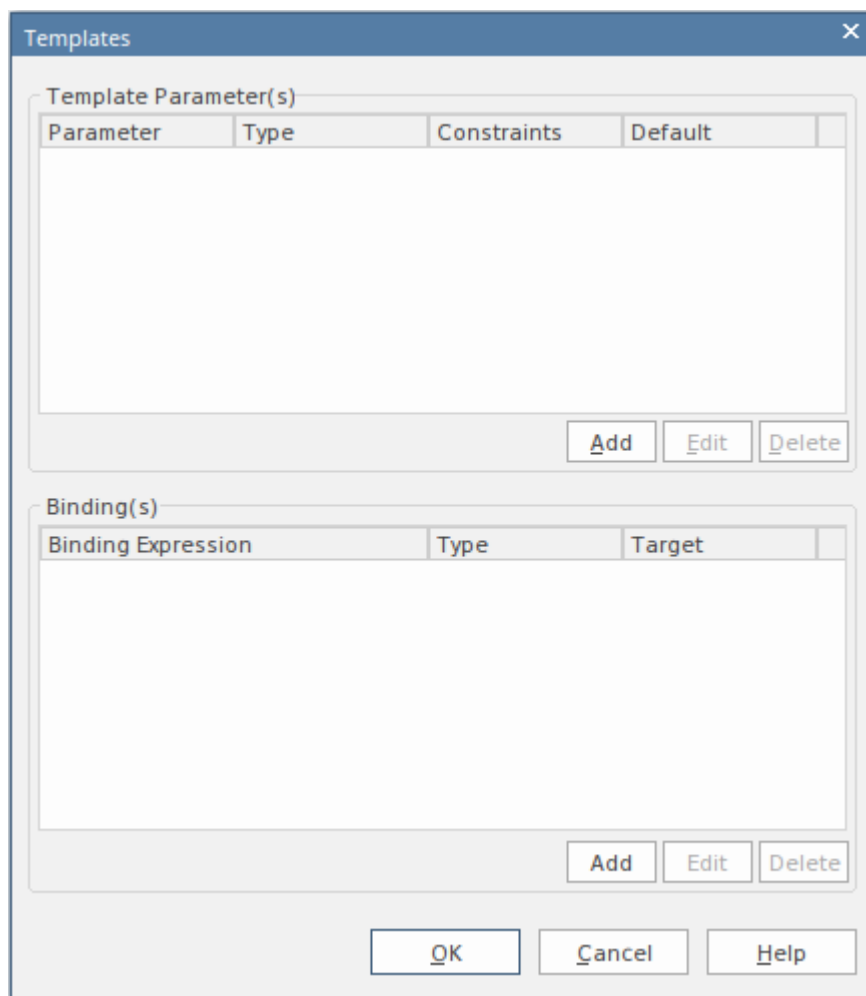 Templates
Template Parameter(s)
Parameter Type Constraints Default
Add Edit Delete
Binding(s)
Binding Expression Type Target
Add Edit Delete
OK Cancel Help